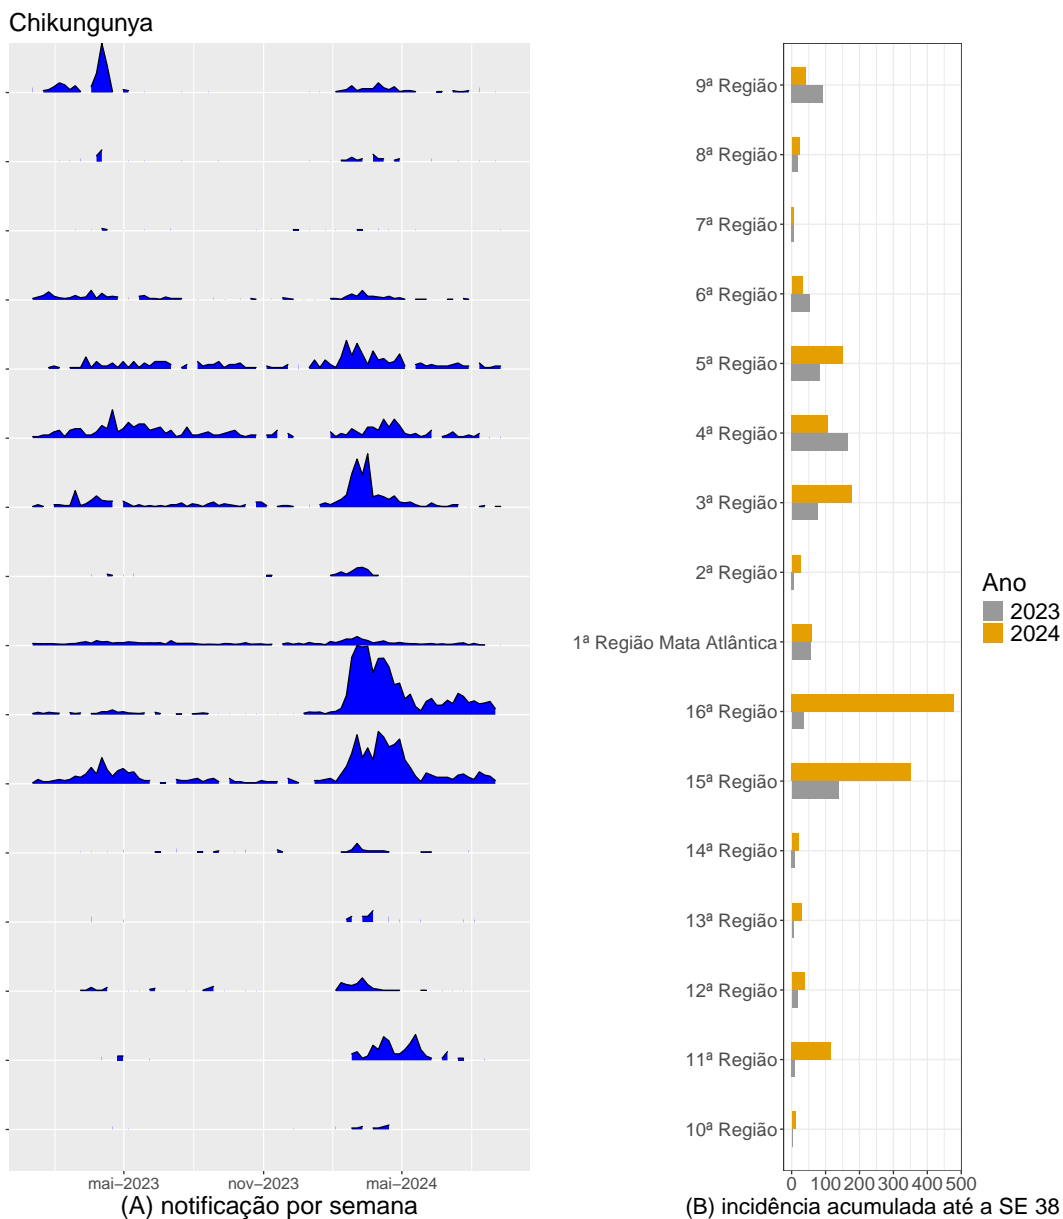 Chikungunya
9ª Região
8ª Região
7ª Região
6ª Região
5ª Região
4ª Região
3ª Região
2ª Região
1ª Região Mata Atlântica
16ª Região
15ª Região
14ª Região
13ª Região
12ª Região
11ª Região
10ª Região
Ano
2023
2024
mai–2023 nov–2023 mai–2024
0 100 200 300 400 500
(A) notificação por semana
(B) incidência acumulada até a SE 38